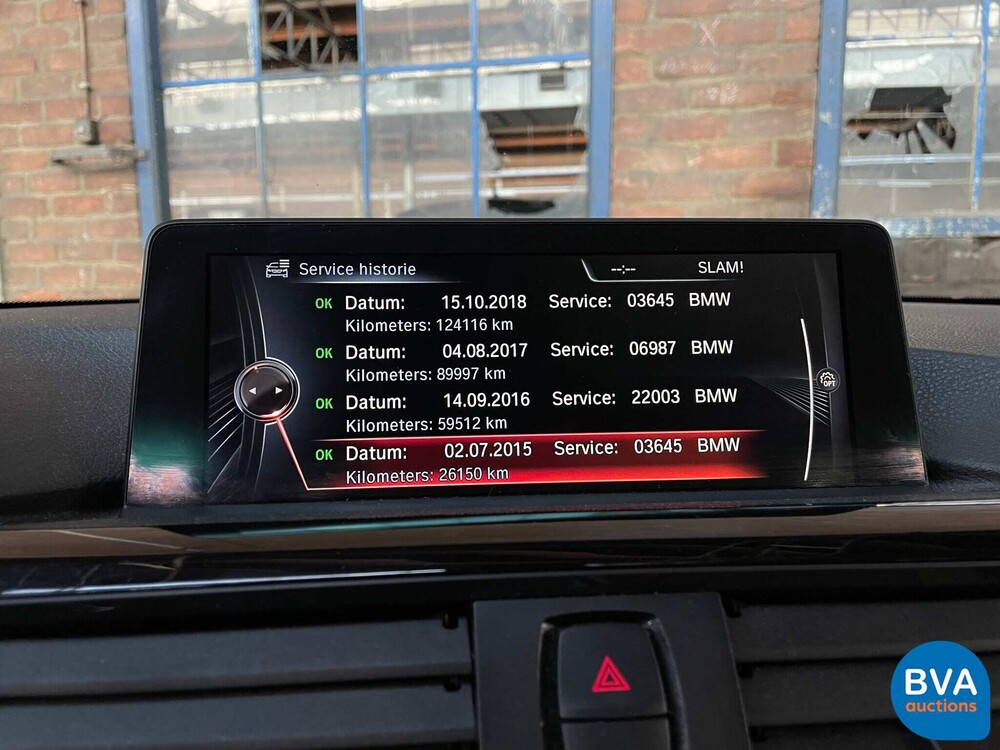 Service historie
--:--
SLAM!
OK Datum: 15.10.2018 Service: 03645 BMW
Kilometers: 124116 km
OK Datum: 04.08.2017 Service: 06987 BMW
Kilometers: 89997 km
OK Datum: 14.09.2016 Service: 22003 BMW
Kilometers: 59512 km
OK Datum: 02.07.2015 Service: 03645 BMW
Kilometers: 26150 km
OPT
BVA
auctions